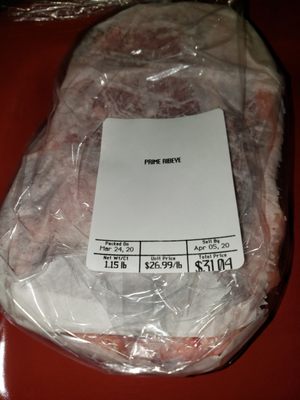 PRIME RIBEYE
Packed On Sell By
Mar 24, 20 Apr 05, 20
Net Wt/Ct Unit Price Total Price
1.15 lb $26.99/lb $31.04